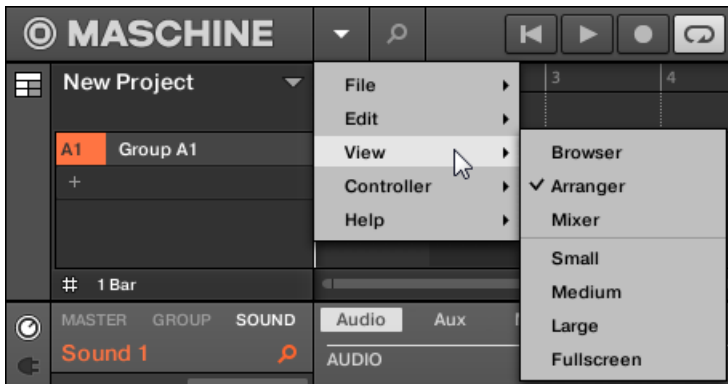 MASCHINE
New Project
3
4
File
Edit
View
Controller
Help
Browser
Arranger
Mixer
Small
Medium
Large
Fullscreen
A1 Group A1
+
1 Bar
MASTER GROUP SOUND
Sound 1
Audio Aux
AUDIO